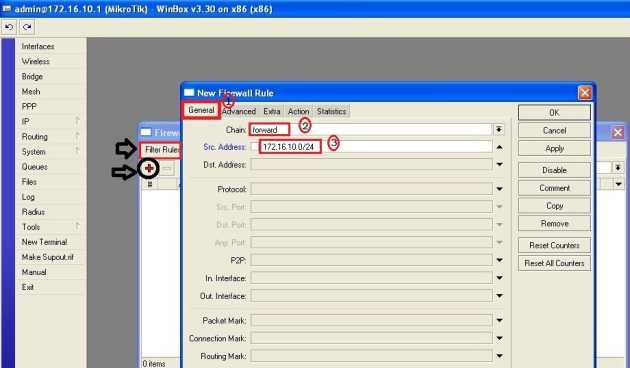 admin@172.16.10.1 (MikroTik) - WinBox v3.30 on x86 (x86)
Interfaces
Wireless
Bridge
Mesh
PPP
IP
Routing
System
Queues
Files
Log
Radius
Tools
New Terminal
Make Supout.rif
Manual
Exit
Filter Rules
#
0 items
New Firewall Rule
General
Advanced
Extra
Action
Statistics
1
Chain: forward
2
Src. Address: 172.16.10.0/24
3
Dst. Address:
Protocol:
Src. Port:
Dst. Port:
Any. Port:
P2P:
In. Interface:
Out. Interface:
Packet Mark:
Connection Mark:
Routing Mark:
OK
Cancel
Apply
Disable
Comment
Copy
Remove
Reset Counters
Reset All Counters